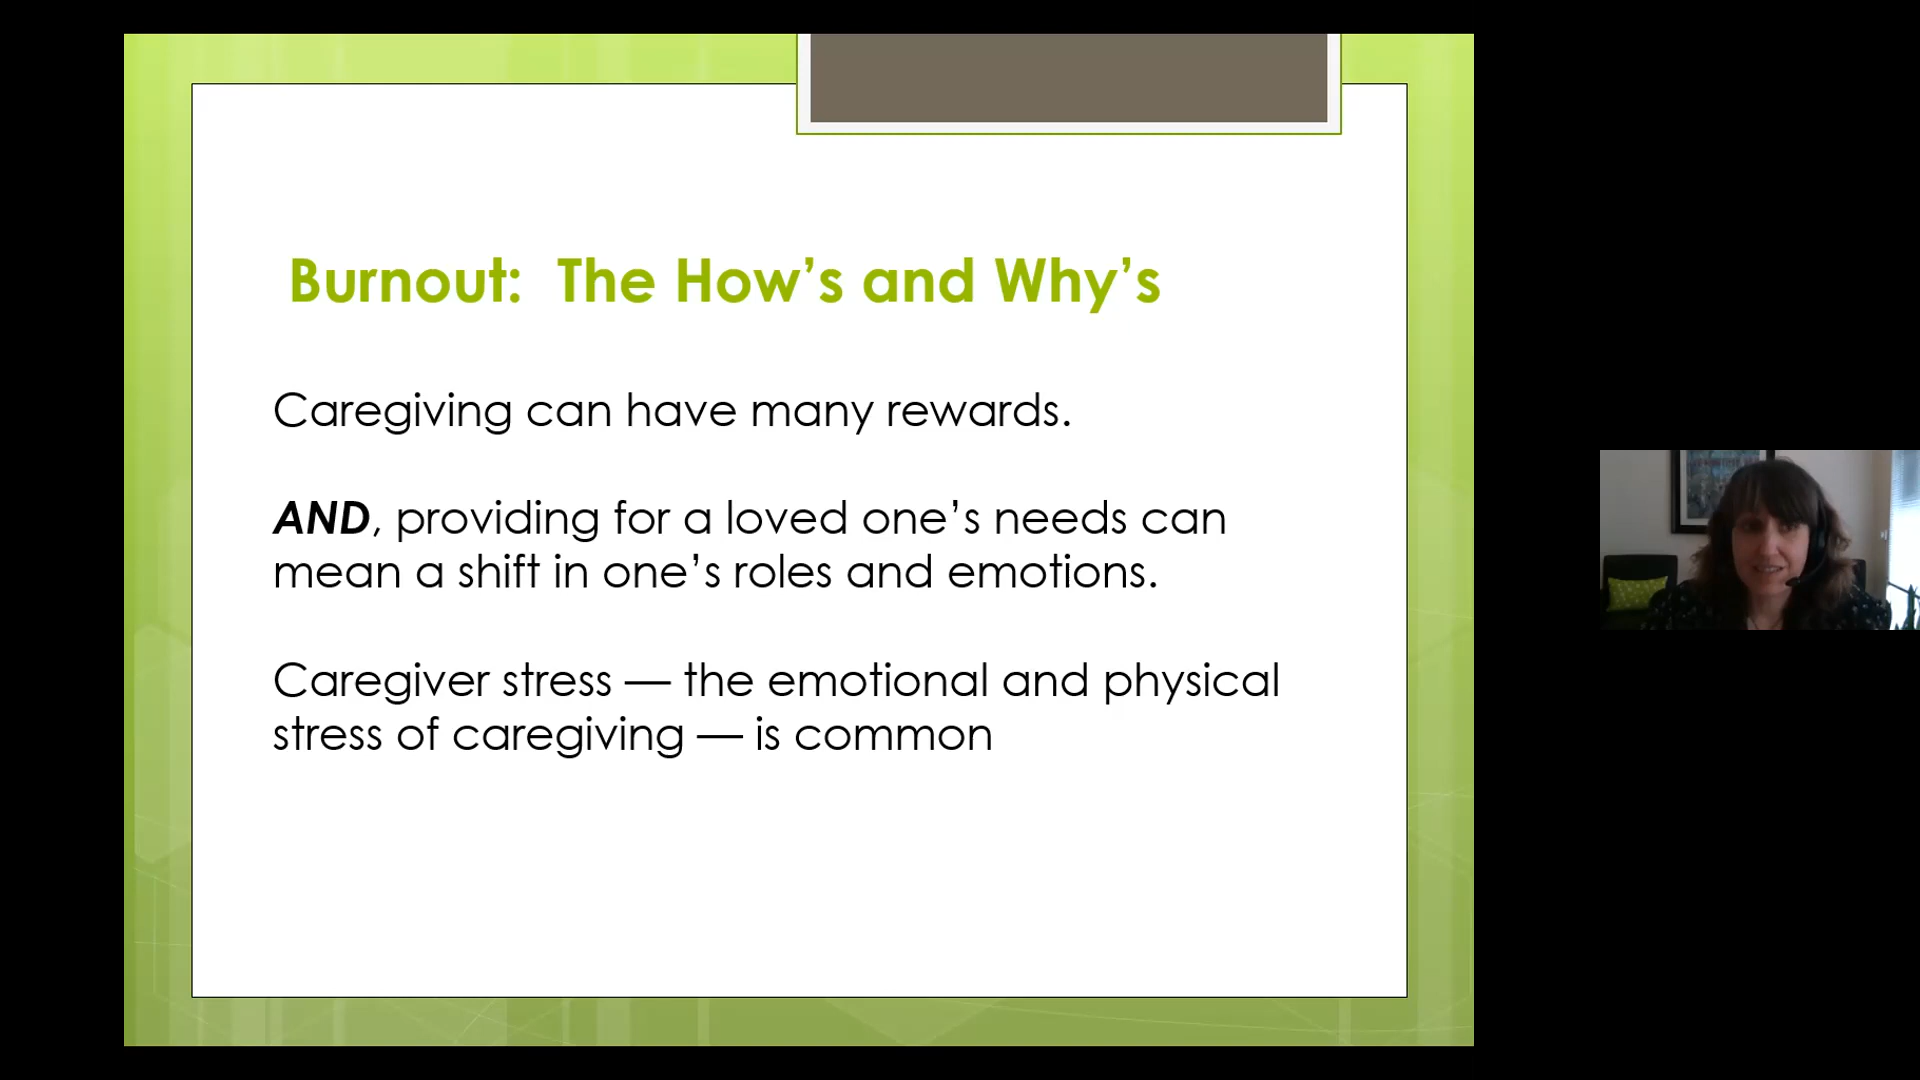 Burnout:  The How’s and Why’s
Caregiving can have many rewards.
AND, providing for a loved one’s needs can
mean a shift in one’s roles and emotions.
Caregiver stress — the emotional and physical
stress of caregiving — is common